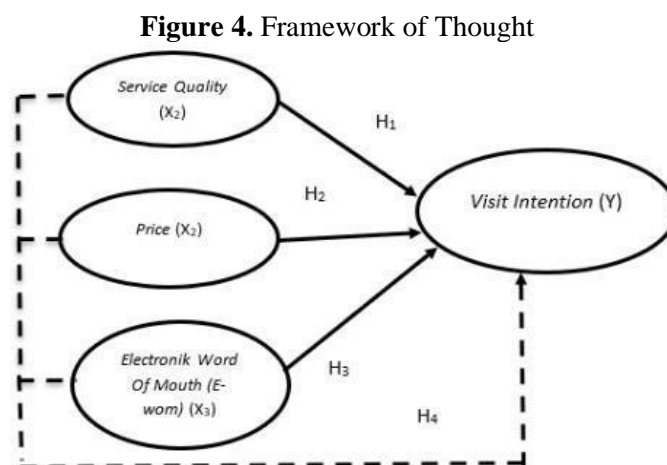 Figure 4. Framework of Thought
Service Quality
(X₂)
H₁
H₂
Visit Intention (Y)
Price (X₂)
Electronik Word
Of Mouth (E-
wom) (X₃)
H₃
H₄